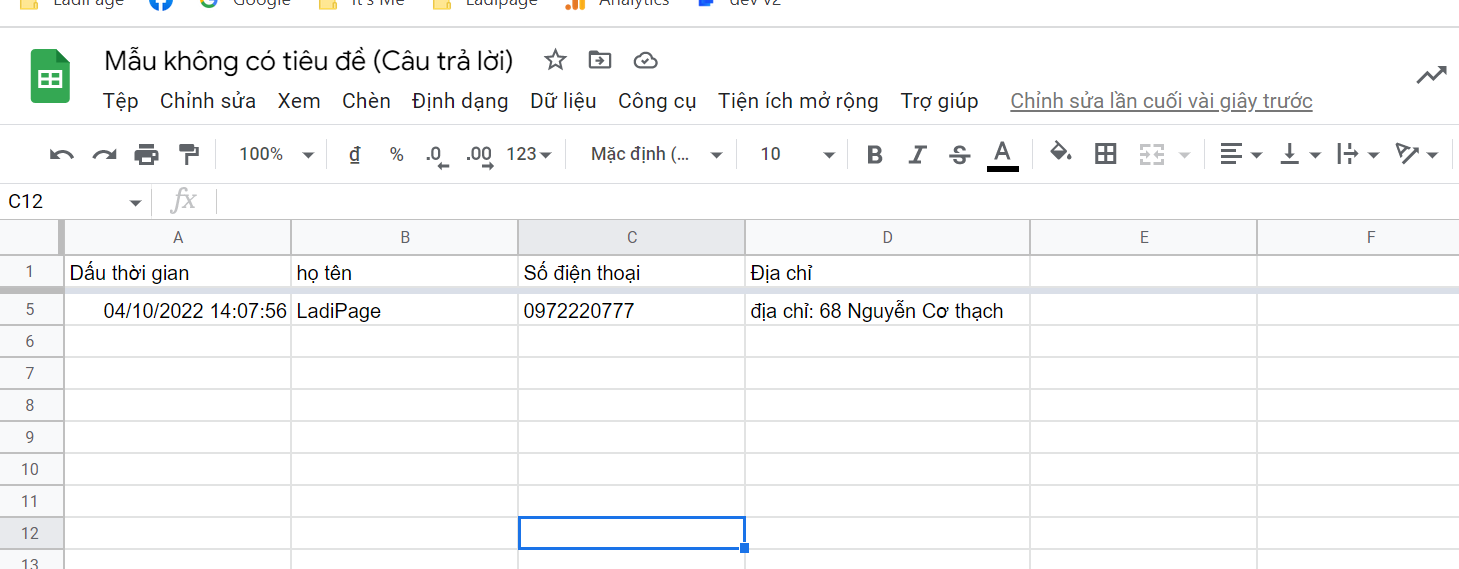 LadiPage Google It's Me Ladipage Analytics dev v2
Mẫu không có tiêu đề (Câu trả lời)
Tệp Chỉnh sửa Xem Chèn Định dạng Dữ liệu Công cụ Tiện ích mở rộng Trợ giúp Chỉnh sửa lần cuối vài giây trước
100% đ % .0 .00 123 Mặc định (... 10 B I S A
C12 fx
A B C D E F
1 Dấu thời gian họ tên Số điện thoại Địa chỉ
5 04/10/2022 14:07:56 LadiPage 0972220777 địa chỉ: 68 Nguyễn Cơ thạch
6
7
8
9
10
11
12
13